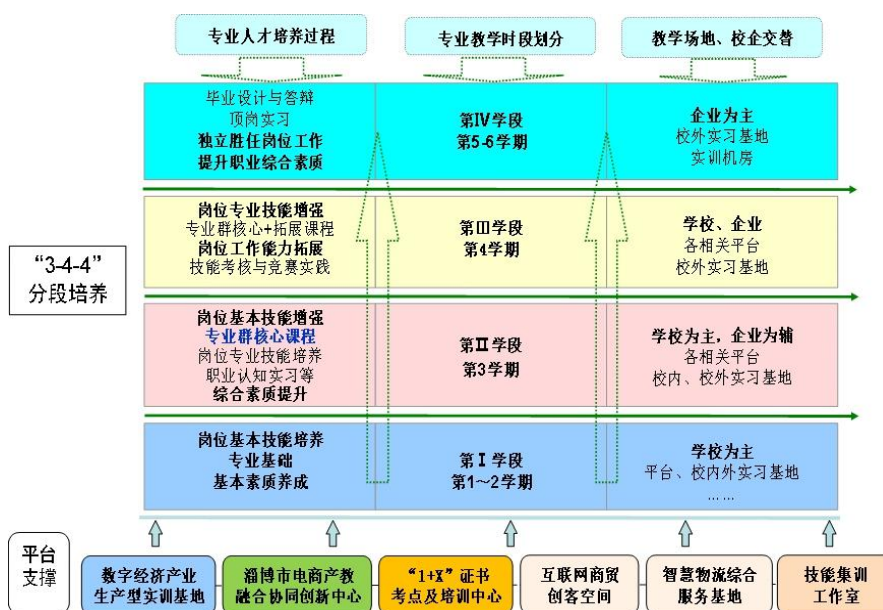 专业人才培养过程
专业教学时段划分
教学场地、校企交替
毕业设计与答辩
顶岗实习
独立胜任岗位工作
提升职业综合素质
第IV学段
第5-6学期
企业为主
校外实习基地
实训机房
岗位专业技能增强
专业群核心+拓展课程
岗位工作能力拓展
技能考核与竞赛实践
第III学段
第4学期
学校、企业
各相关平台
校外实习基地
“3-4-4”
分段培养
岗位基本技能增强
专业群核心课程
岗位专业技能培养
职业认知实习等
综合素质提升
第II学段
第3学期
学校为主，企业为辅
各相关平台
校内、校外实习基地
岗位基本技能培养
专业基础
基本素质养成
第I学段
第1～2学期
学校为主
平台、校内外实习基地
……
平台
支撑
数字经济产业
生产型实训基地
淄博市电商产教
融合协同创新中心
“1+X”证书
考点及培训中心
互联网商贸
创客空间
智慧物流综合
服务基地
技能集训
工作室